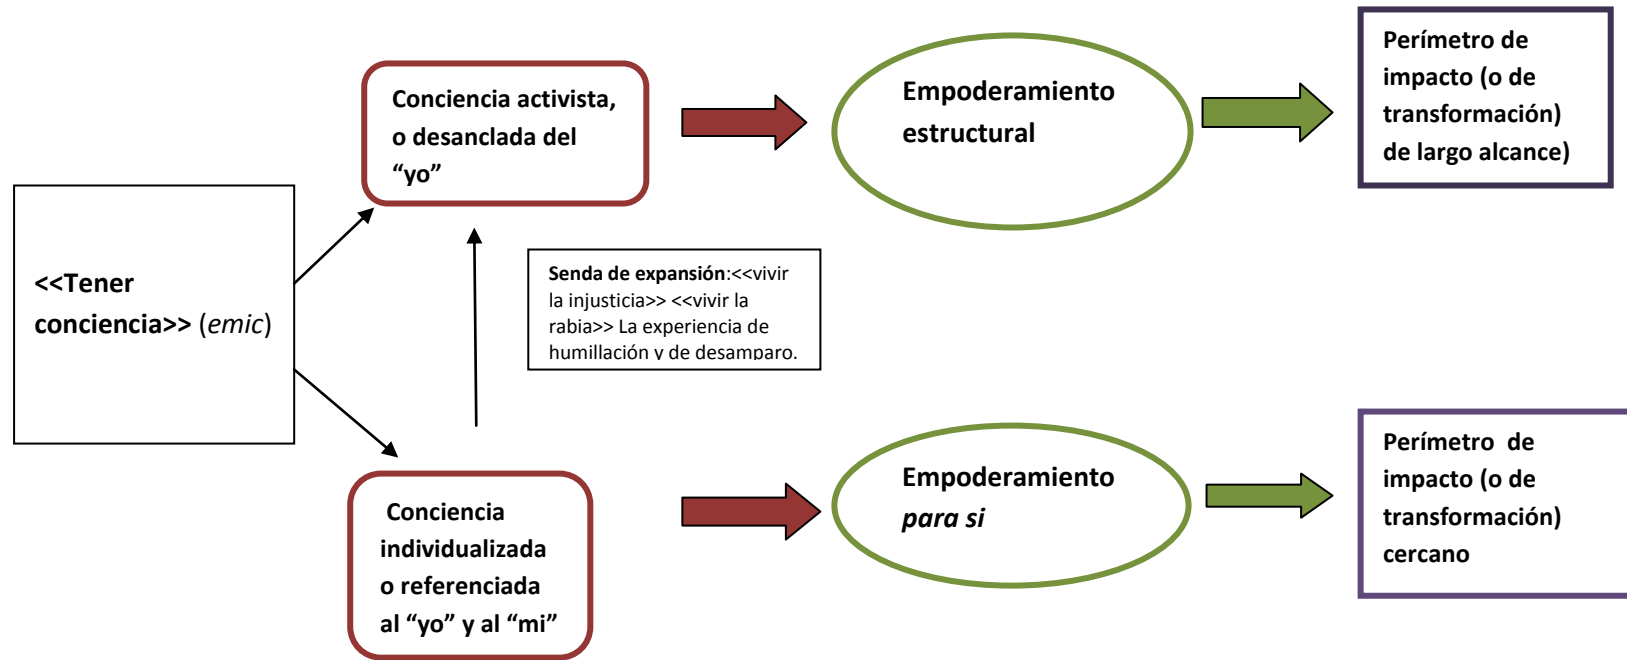 <<Tener
conciencia>> (emic)
Conciencia activista,
o desanclada del
“yo”
Empoderamiento
estructural
Perímetro de
impacto (o de
transformación)
de largo alcance)
Senda de expansión:<<vivir
la injusticia>> <<vivir la
rabia>> La experiencia de
humillación y de desamparo.
Conciencia
individualizada
o referenciada
al “yo” y al “mi”
Empoderamiento
para si
Perímetro de
impacto (o de
transformación)
cercano